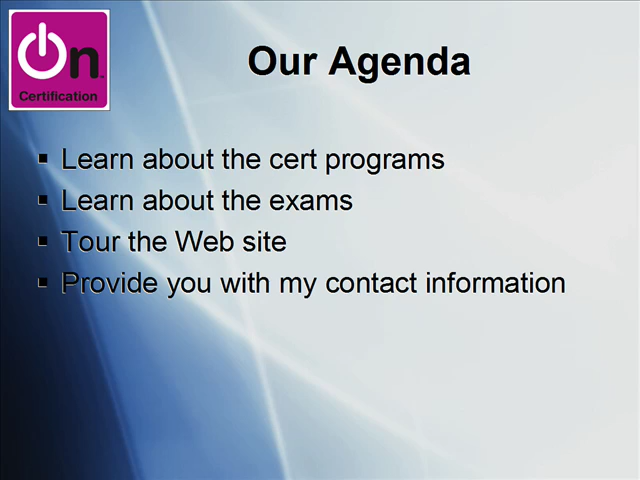 On
Certification
Our Agenda
▪ Learn about the cert programs
▪ Learn about the exams
▪ Tour the Web site
▪ Provide you with my contact information